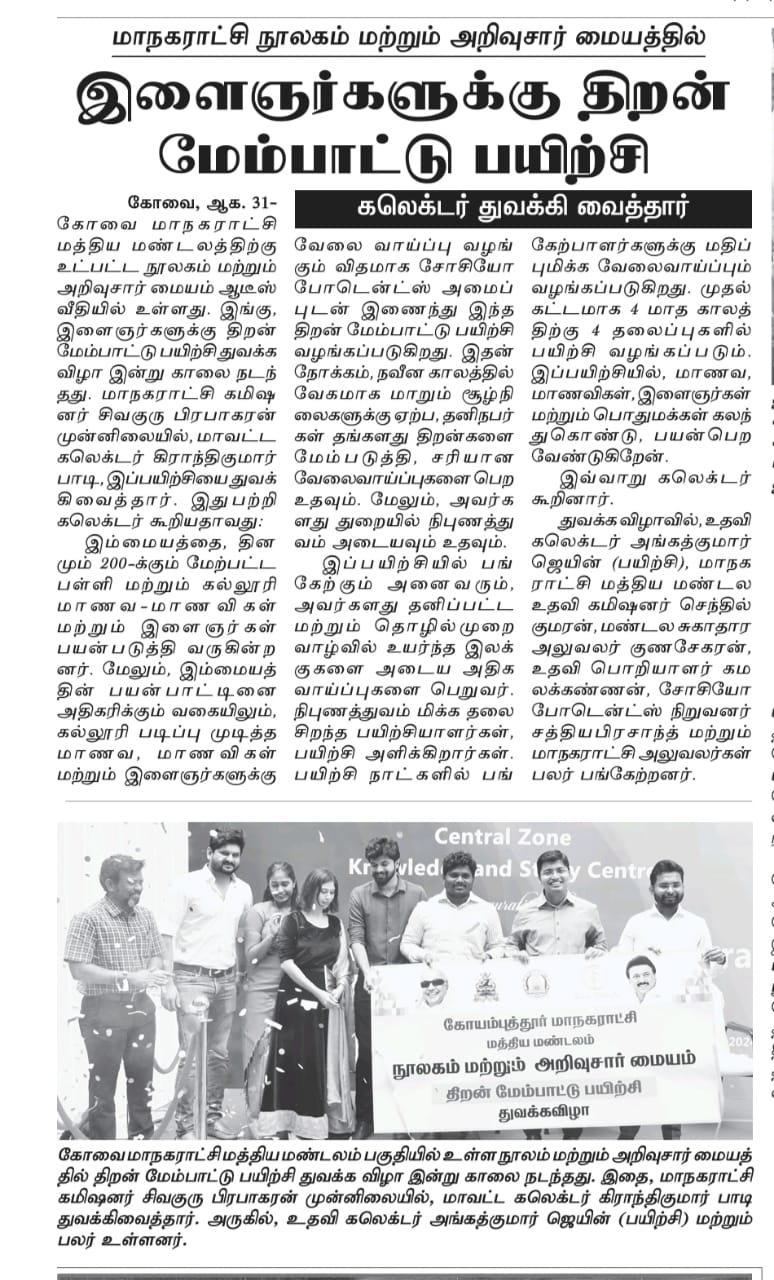 மாநகராட்சி நூலகம் மற்றும் அறிவுசார் மையத்தில்
இளைஞர்களுக்கு திறன்
மேம்பாட்டு பயிற்சி
கலெக்டர் துவக்கி வைத்தார்
கோவை, ஆக. 31-
கோவை மாநகராட்சி
மத்திய மண்டலத்திற்கு
உட்பட்ட நூலகம் மற்றும்
அறிவுசார் மையம் ஆடீஸ்
வீதியில் உள்ளது. இங்கு,
இளைஞர்களுக்கு திறன்
மேம்பாட்டு பயிற்சி துவக்க
விழா இன்று காலை நடந்
தது. மாநகராட்சி கமிஷ
னர் சிவகுரு பிரபாகரன்
முன்னிலையில், மாவட்ட
கலெக்டர் கிராந்திகுமார்
பாடி, இப்பயிற்சியை துவக்
கிவைத்தார். இதுபற்றி
கலெக்டர் கூறியதாவது:
இம்மையத்தை, தின
மும் 200-க்கும் மேற்பட்ட
பள்ளி மற்றும் கல்லூரி
மாணவ-மாணவிகள்
மற்றும் இளைஞர்கள்
பயன்படுத்தி வருகின்ற
னர். மேலும், இம்மையத்
தின் பயன்பாட்டினை
அதிகரிக்கும் வகையிலும்,
கல்லூரி படிப்பு முடித்த
மாணவ, மாணவிகள்
மற்றும் இளைஞர்களுக்கு
வேலை வாய்ப்பு வழங்
கும் விதமாக சோசியோ
போடென்ட்ஸ் அமைப்
புடன் இணைந்து இந்த
திறன் மேம்பாட்டு பயிற்சி
வழங்கப்படுகிறது. இதன்
நோக்கம், நவீன காலத்தில்
வேகமாக மாறும் சூழ்நி
லைகளுக்கு ஏற்ப, தனிநபர்
கள் தங்களது திறன்களை
மேம்படுத்தி, சரியான
வேலைவாய்ப்புகளை பெற
உதவும். மேலும், அவர்க
ளது துறையில் நிபுணத்து
வம் அடையவும் உதவும்.
இப்பயிற்சியில் பங்
கேற்கும் அனைவரும்,
அவர்களது தனிப்பட்ட
மற்றும் தொழில்முறை
வாழ்வில் உயர்ந்த இலக்
குகளை அடைய அதிக
வாய்ப்புகளை பெறுவர்.
நிபுணத்துவம் மிக்க தலை
சிறந்த பயிற்சியாளர்கள்,
பயிற்சி அளிக்கிறார்கள்.
பயிற்சி நாட்களில் பங்
கேற்பாளர்களுக்கு மதிப்
புமிக்க வேலைவாய்ப்பும்
வழங்கப்படுகிறது. முதல்
கட்டமாக 4 மாத காலத்
திற்கு 4 தலைப்புகளில்
பயிற்சி வழங்கப்படும்.
இப்பயிற்சியில், மாணவ,
மாணவிகள், இளைஞர்கள்
மற்றும் பொதுமக்கள் கலந்
துகொண்டு, பயன்பெற
வேண்டுகிறேன்.
இவ்வாறு கலெக்டர்
கூறினார்.
துவக்க விழாவில், உதவி
கலெக்டர் அங்கத்குமார்
ஜெயின் (பயிற்சி), மாநக
ராட்சி மத்திய மண்டல
உதவி கமிஷனர் செந்தில்
குமரன், மண்டல சுகாதார
அலுவலர் குணசேகரன்,
உதவி பொறியாளர் கம
லக்கண்ணன், சோசியோ
போடென்ட்ஸ் நிறுவனர்
சத்தியபிரசாந்த் மற்றும்
மாநகராட்சி அலுவலர்கள்
பலர் பங்கேற்றனர்.
Central Zone
Knowledge and Study Centre
கோயம்புத்தூர் மாநகராட்சி
மத்திய மண்டலம்
நூலகம் மற்றும் அறிவுசார் மையம்
திறன் மேம்பாட்டு பயிற்சி
துவக்கவிழா
கோவை மாநகராட்சி மத்திய மண்டலம் பகுதியில் உள்ள நூலம் மற்றும் அறிவுசார் மையத்
தில் திறன் மேம்பாட்டு பயிற்சி துவக்க விழா இன்று காலை நடந்தது. இதை, மாநகராட்சி
கமிஷனர் சிவகுரு பிரபாகரன் முன்னிலையில், மாவட்ட கலெக்டர் கிராந்திகுமார் பாடி
துவக்கிவைத்தார். அருகில், உதவி கலெக்டர் அங்கத்குமார் ஜெயின் (பயிற்சி) மற்றும்
பலர் உள்ளனர்.